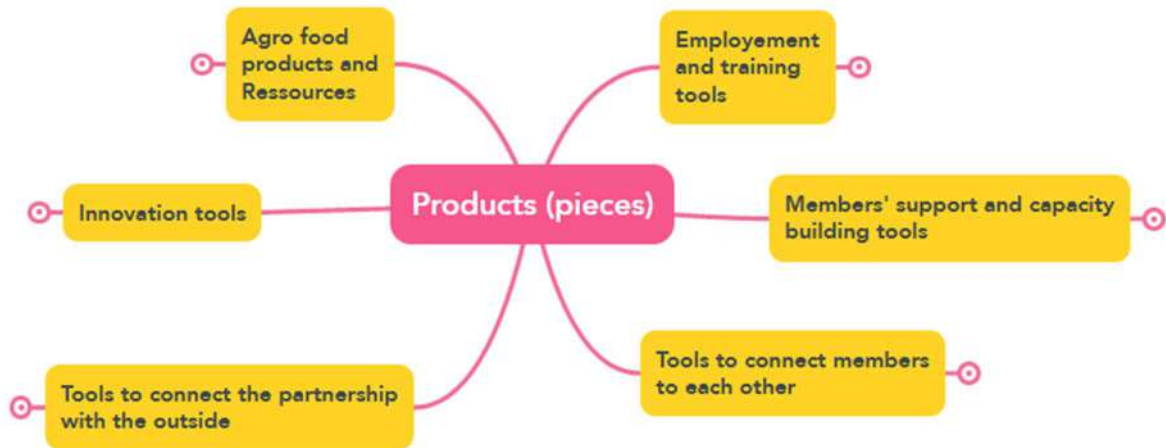 Agro food
products and
Ressources
Employement
and training
tools
Products (pieces)
Innovation tools
Members' support and capacity
building tools
Tools to connect members
to each other
Tools to connect the partnership
with the outside